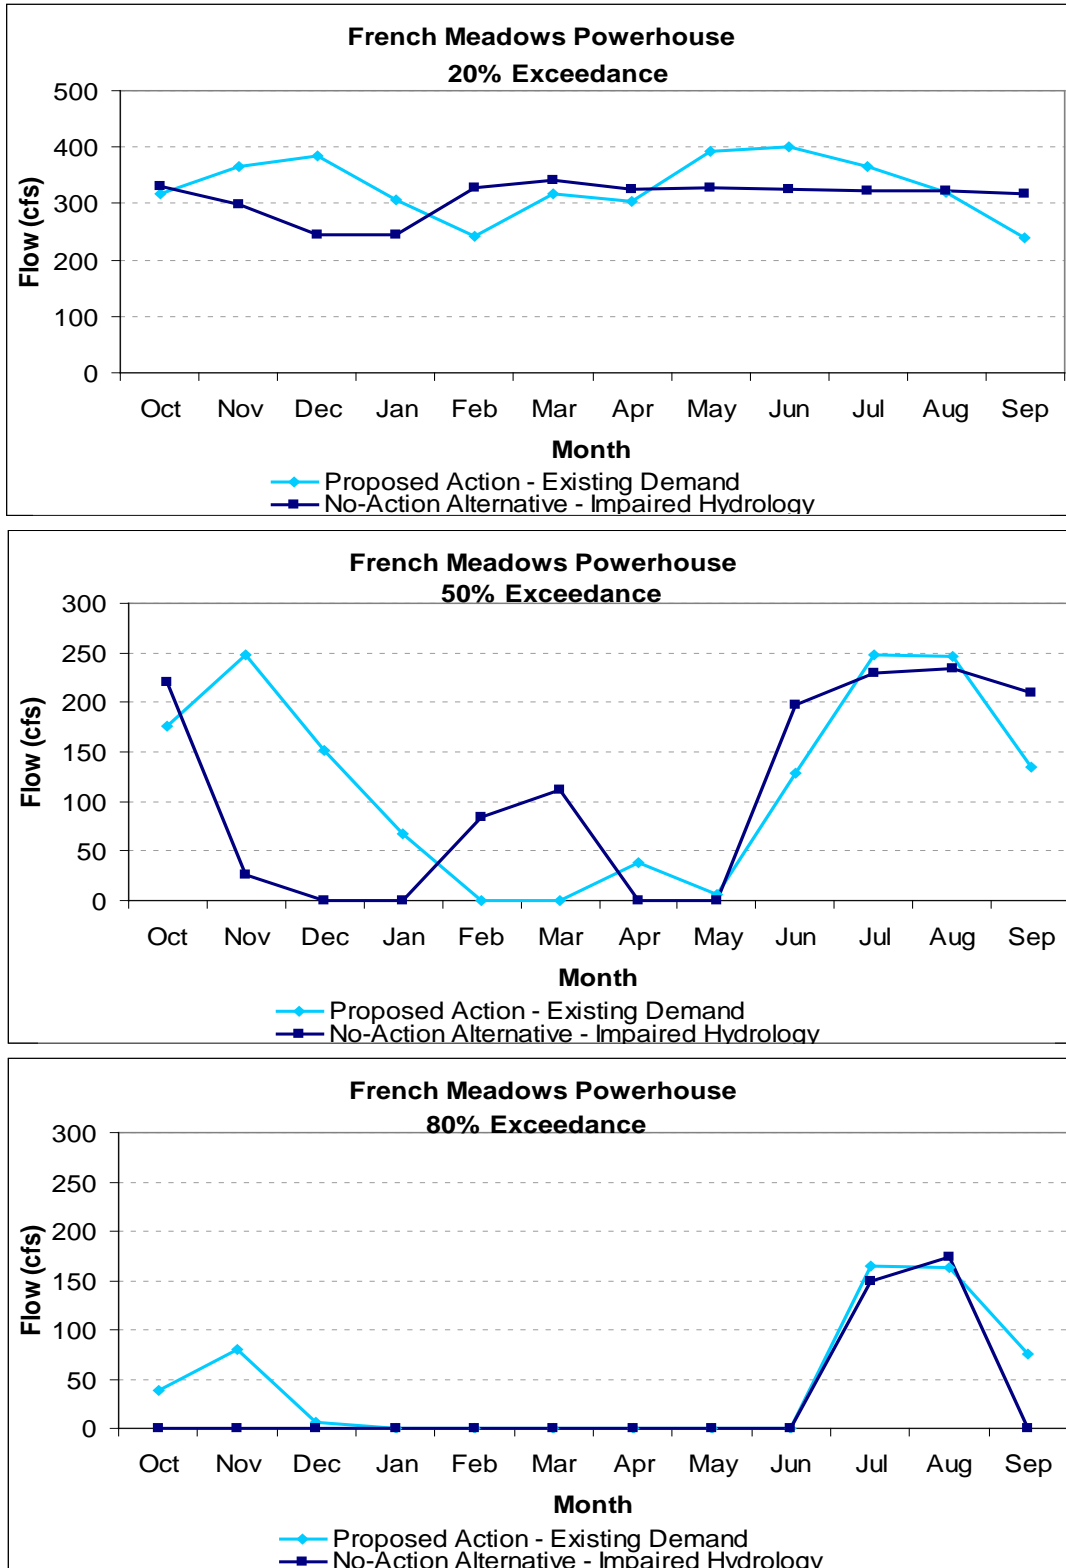 French Meadows Powerhouse
20% Exceedance
500
400
300
200
100
0
Flow (cfs)
Oct Nov Dec Jan Feb Mar Apr May Jun Jul Aug Sep
Month
Proposed Action - Existing Demand
No-Action Alternative - Impaired Hydrology
French Meadows Powerhouse
50% Exceedance
300
250
200
150
100
50
0
Flow (cfs)
Oct Nov Dec Jan Feb Mar Apr May Jun Jul Aug Sep
Month
Proposed Action - Existing Demand
No-Action Alternative - Impaired Hydrology
French Meadows Powerhouse
80% Exceedance
300
250
200
150
100
50
0
Flow (cfs)
Oct Nov Dec Jan Feb Mar Apr May Jun Jul Aug Sep
Month
Proposed Action - Existing Demand
No-Action Alternative - Impaired Hydrology